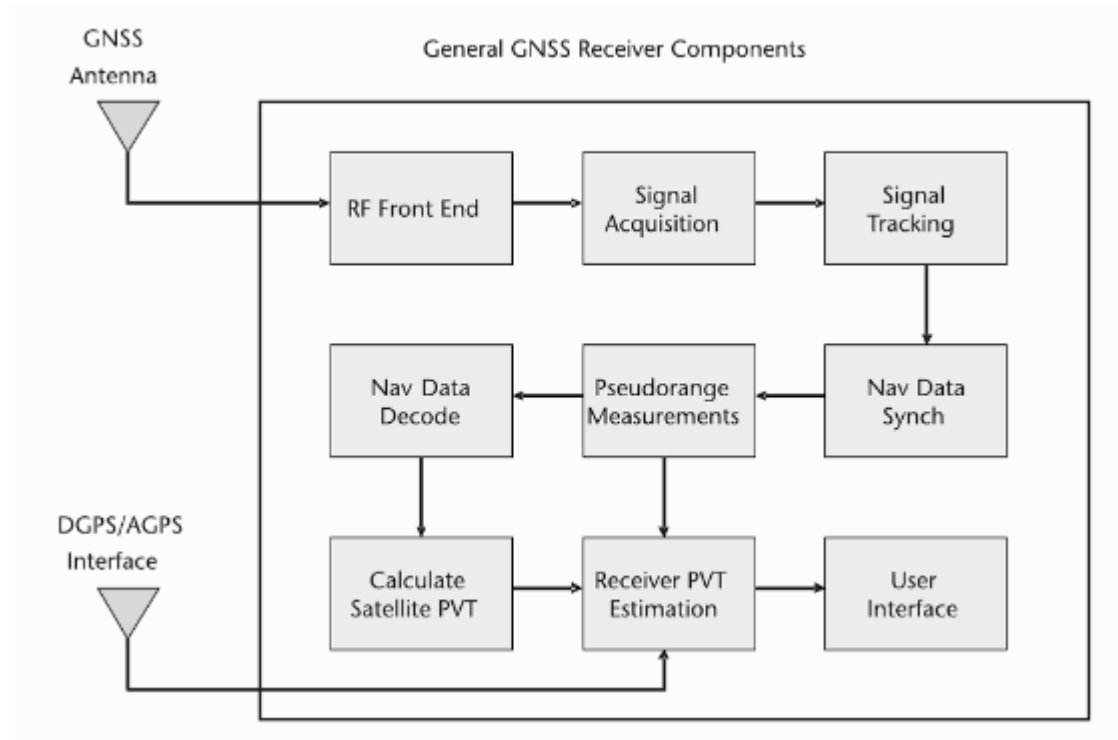 GNSS
Antenna
General GNSS Receiver Components
RF Front End
Signal
Acquisition
Signal
Tracking
Nav Data
Decode
Pseudorange
Measurements
Nav Data
Synch
DGPS/AGPS
Interface
Calculate
Satellite PVT
Receiver PVT
Estimation
User
Interface